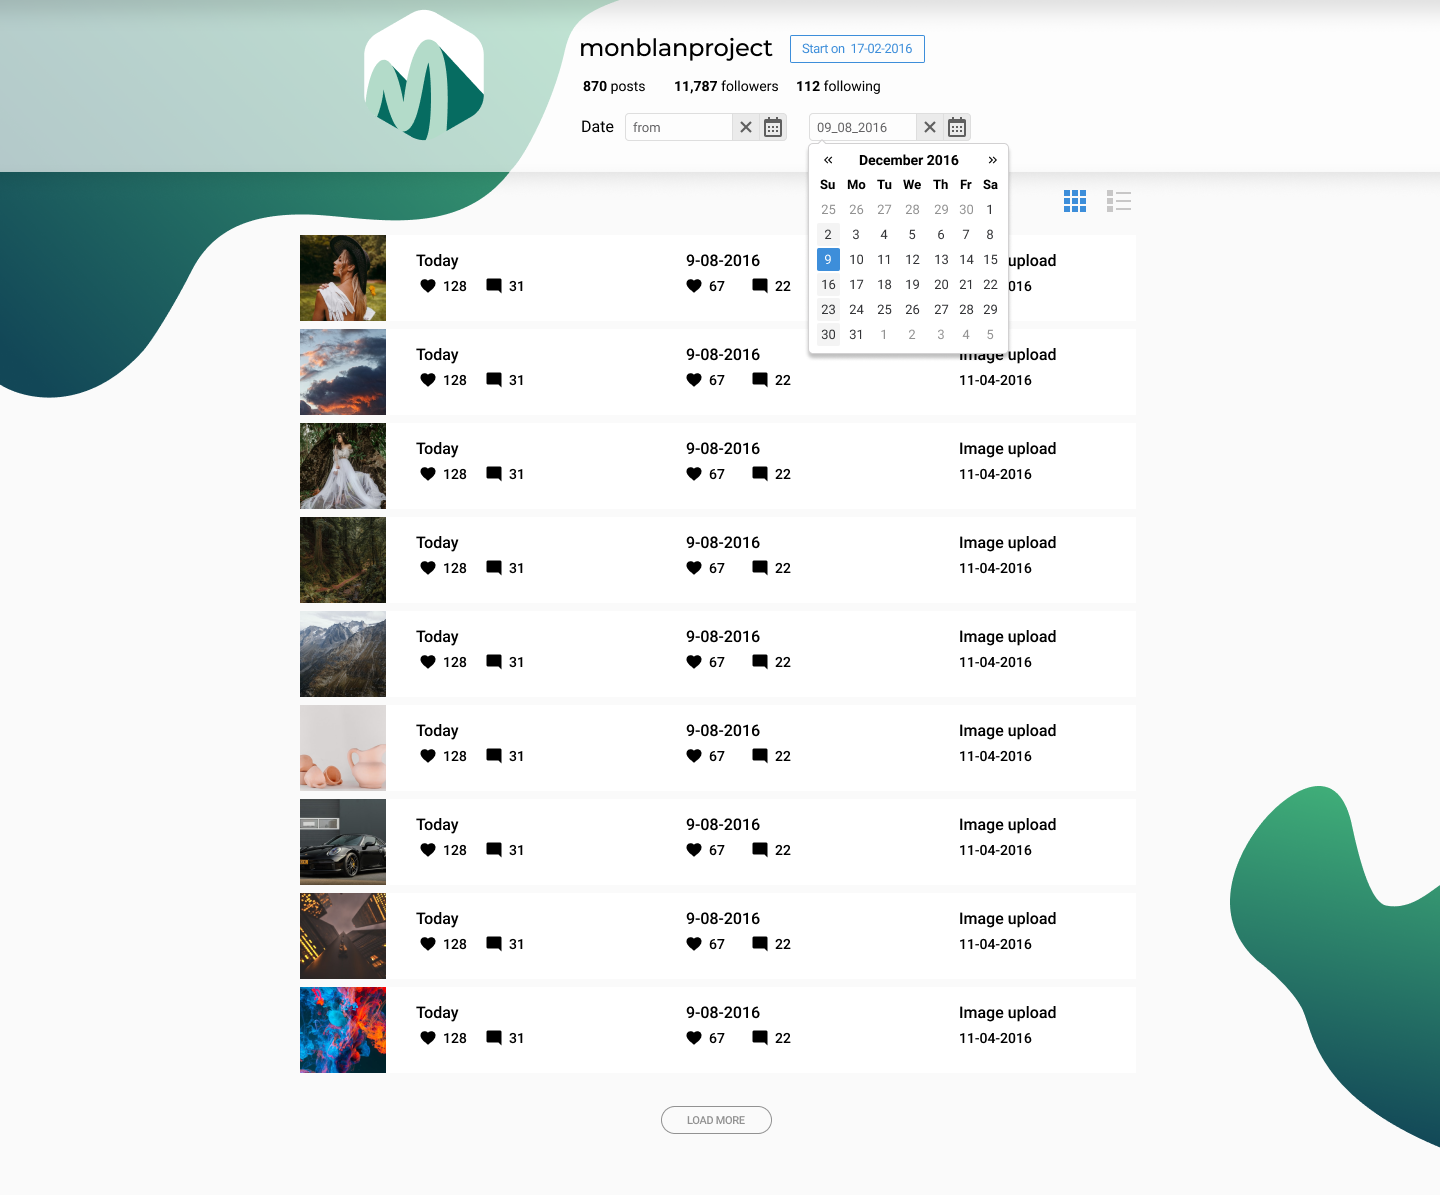 monblanproject Start on 17-02-2016
870 posts 11,787 followers 112 following
Date from 09_08_2016
« December 2016 »
Su Mo Tu We Th Fr Sa
25 26 27 28 29 30 1
2 3 4 5 6 7 8
9 10 11 12 13 14 15
16 17 18 19 20 21 22
23 24 25 26 27 28 29
30 31 1 2 3 4 5
Today 9-08-2016 upload
128 31 67 22 016
Today 9-08-2016 Image upload
128 31 67 22 11-04-2016
Today 9-08-2016 Image upload
128 31 67 22 11-04-2016
Today 9-08-2016 Image upload
128 31 67 22 11-04-2016
Today 9-08-2016 Image upload
128 31 67 22 11-04-2016
Today 9-08-2016 Image upload
128 31 67 22 11-04-2016
Today 9-08-2016 Image upload
128 31 67 22 11-04-2016
Today 9-08-2016 Image upload
128 31 67 22 11-04-2016
Today 9-08-2016 Image upload
128 31 67 22 11-04-2016
LOAD MORE